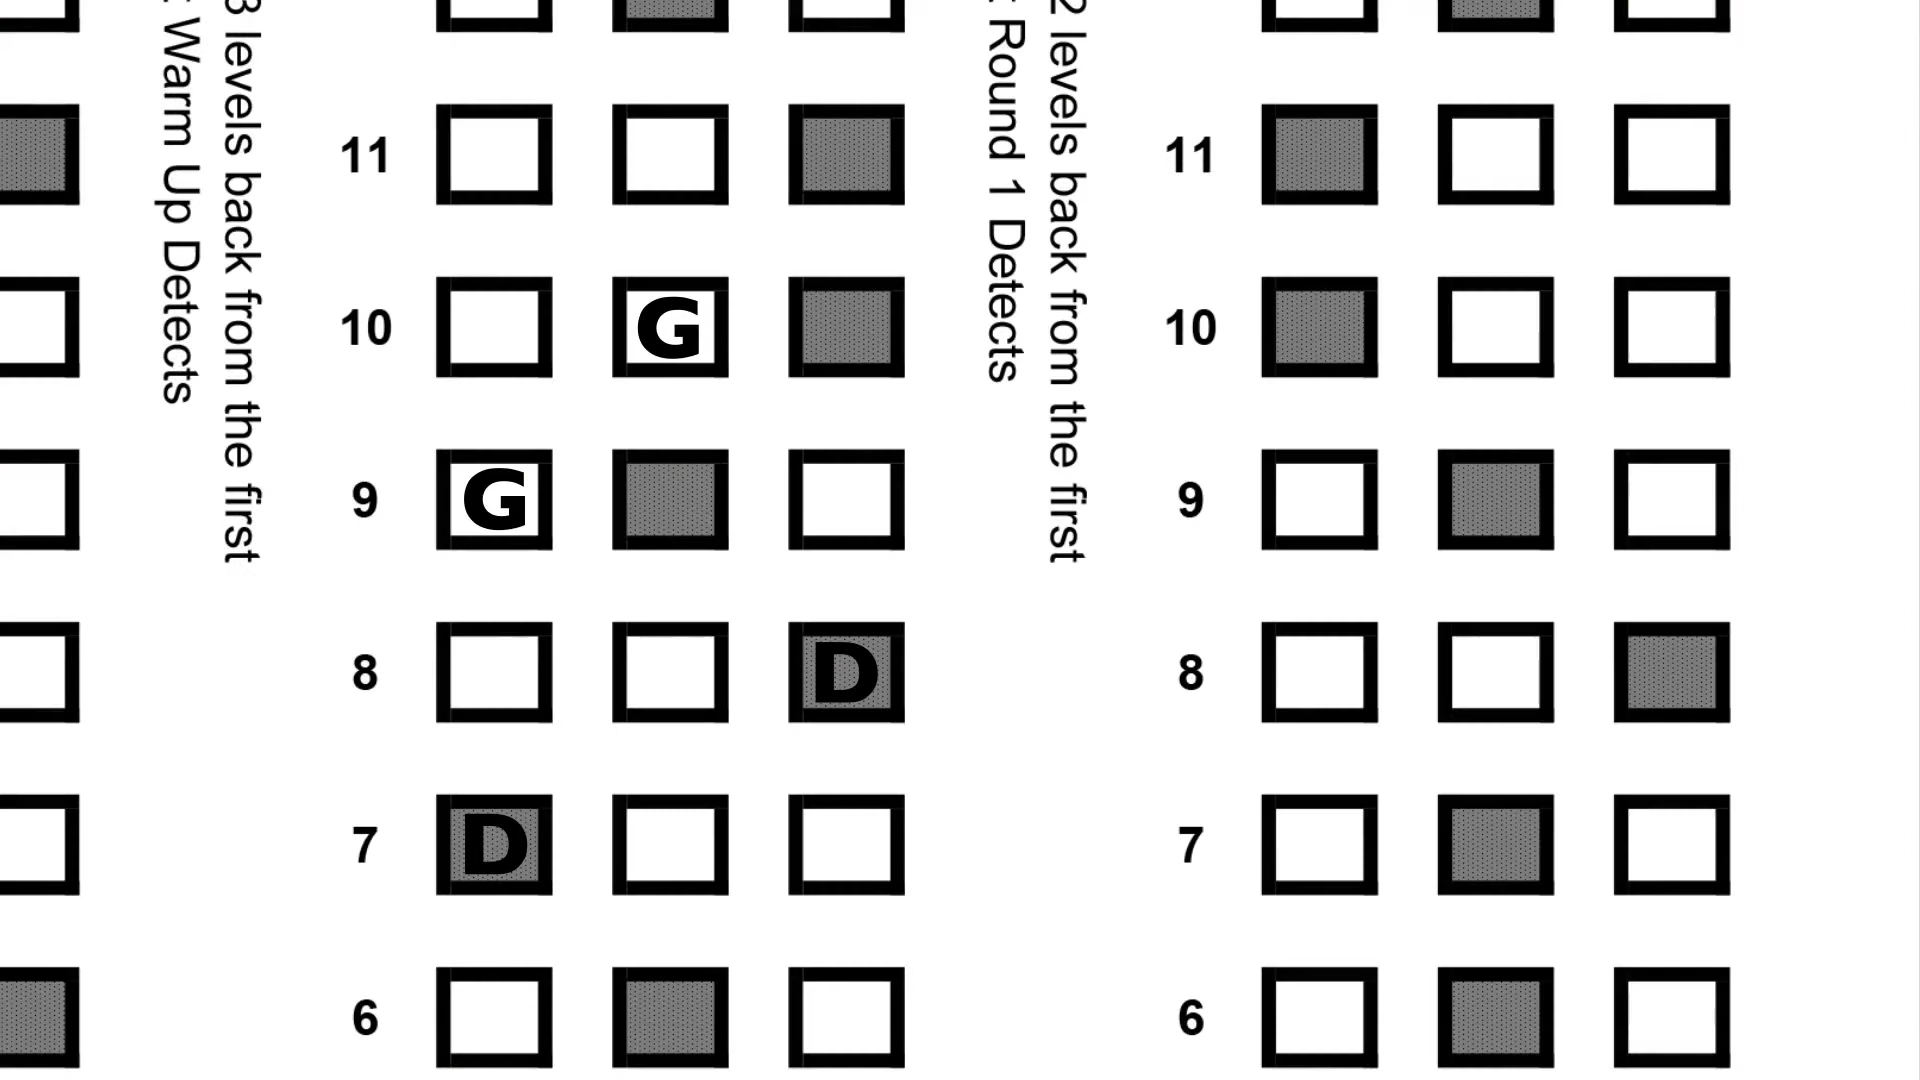 3 levels back from the first
: Warm Up Detects
11
10 G
9 G
8 D
7 D
6
2 levels back from the first
: Round 1 Detects
11
10
9
8
7
6